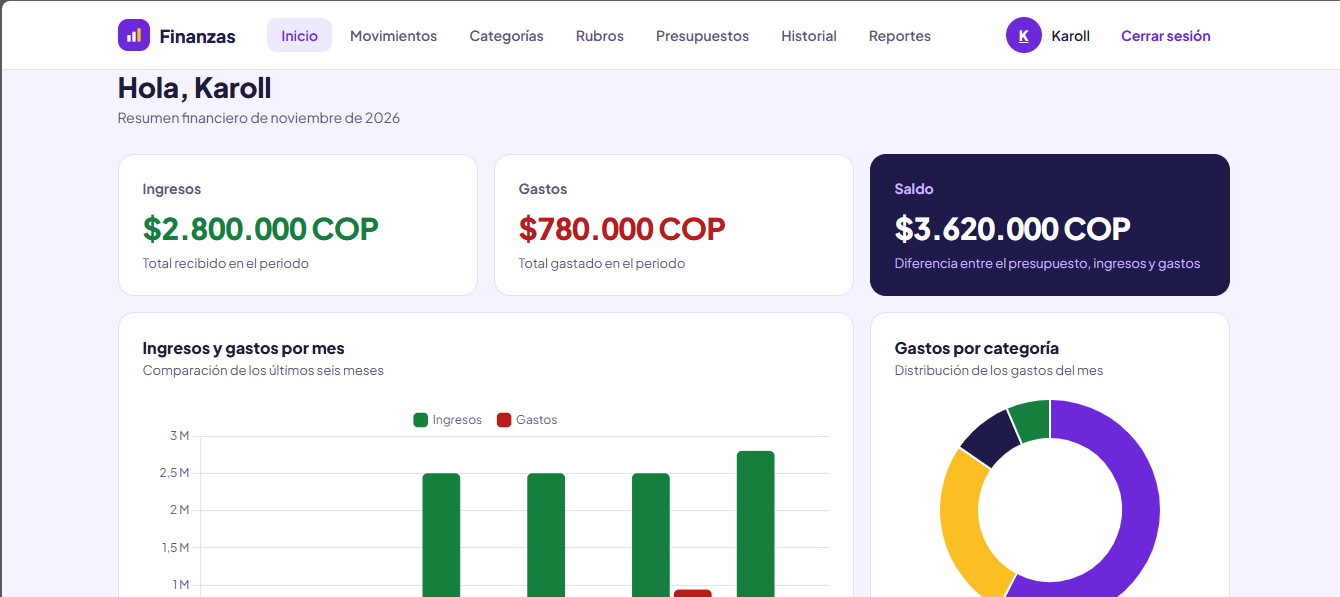 Finanzas Inicio Movimientos Categorías Rubros Presupuestos Historial Reportes K Karoll Cerrar sesión
Hola, Karoll
Resumen financiero de noviembre de 2026
Ingresos
$2.800.000 COP
Total recibido en el periodo
Gastos
$780.000 COP
Total gastado en el periodo
Saldo
$3.620.000 COP
Diferencia entre el presupuesto, ingresos y gastos
Ingresos y gastos por mes
Comparación de los últimos seis meses
Ingresos Gastos
3 M
2,5 M
2 M
1,5 M
1 M
Gastos por categoría
Distribución de los gastos del mes